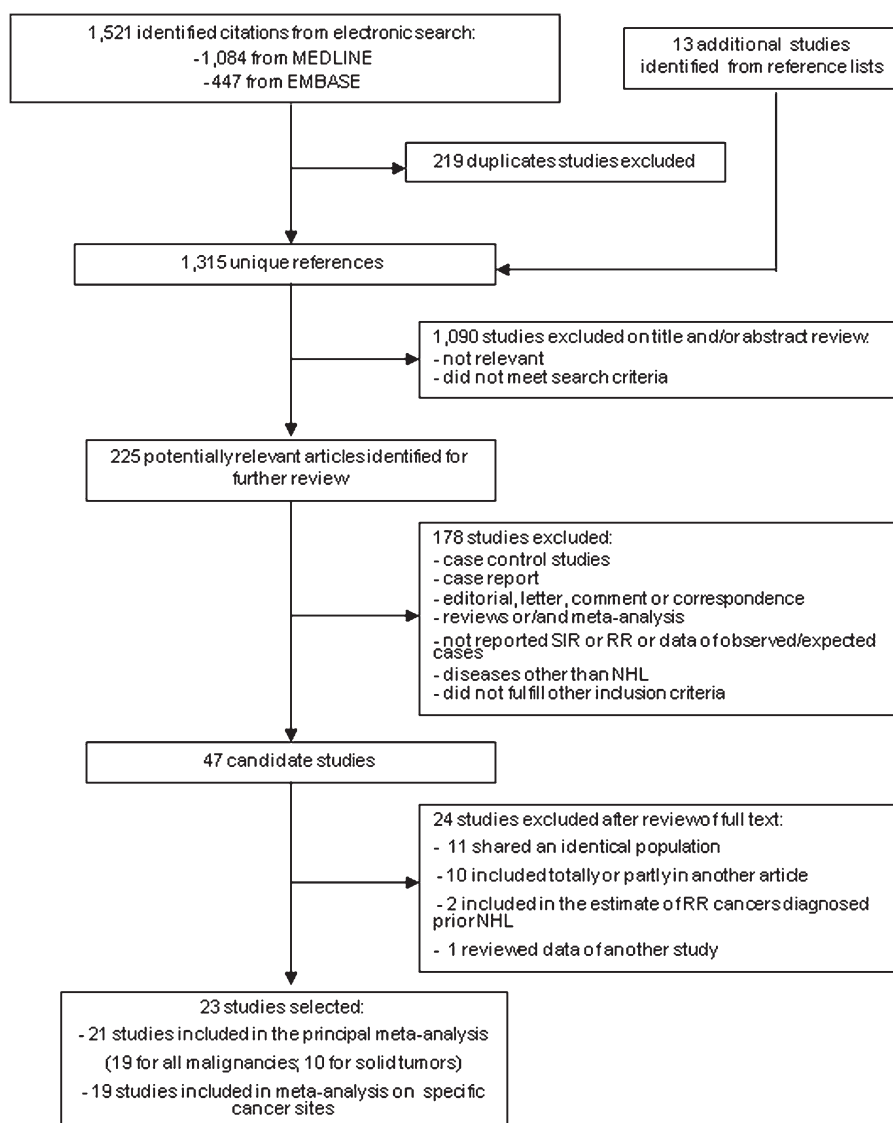 1,521 identified citations from electronic search:
-1,084 from MEDLINE
-447 from EMBASE
13 additional studies
identified from reference lists
219 duplicates studies excluded
1,315 unique references
1,090 studies excluded on title and/or abstract review:
- not relevant
- did not meet search criteria
225 potentially relevant articles identified for
further review
178 studies excluded:
- case control studies
- case report
- editorial, letter, comment or correspondence
- reviews or/and meta-analysis
- not reported SIR or RR or data of observed/expected
cases
- diseases other than NHL
- did not fulfill other inclusion criteria
47 candidate studies
24 studies excluded after review of full text:
- 11 shared an identical population
- 10 included totally or partly in another article
- 2 included in the estimate of RR cancers diagnosed
prior NHL
- 1 reviewed data of another study
23 studies selected:
- 21 studies included in the principal meta-analysis
(19 for all malignancies; 10 for solid tumors)
- 19 studies included in meta-analysis on specific
cancer sites